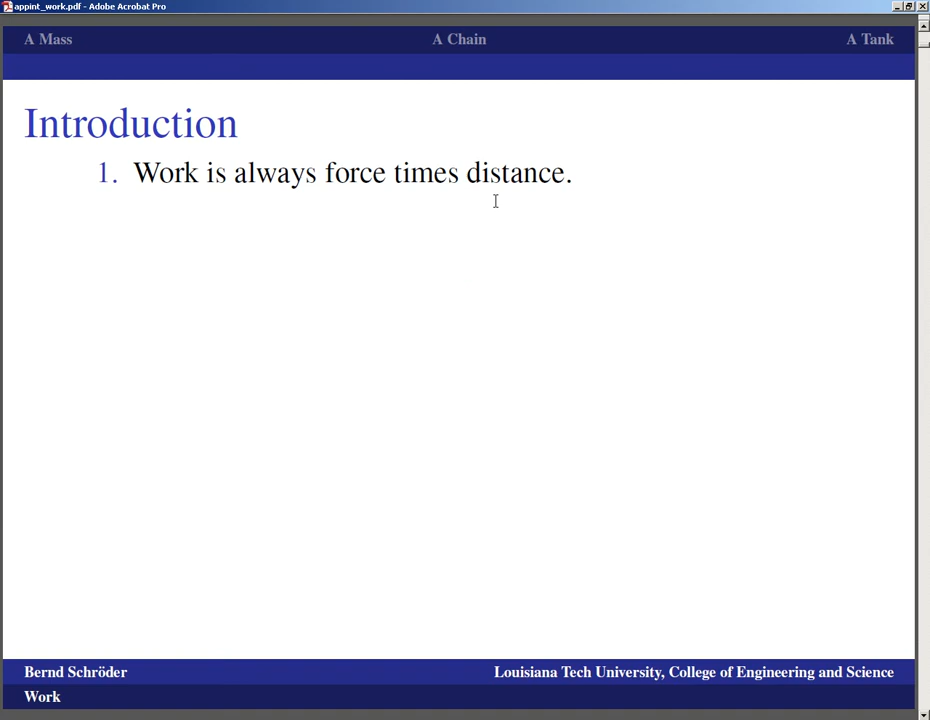 appint_work.pdf - Adobe Acrobat Pro
A Mass A Chain A Tank
Introduction
1. Work is always force times distance.
Bernd Schröder Louisiana Tech University, College of Engineering and Science
Work